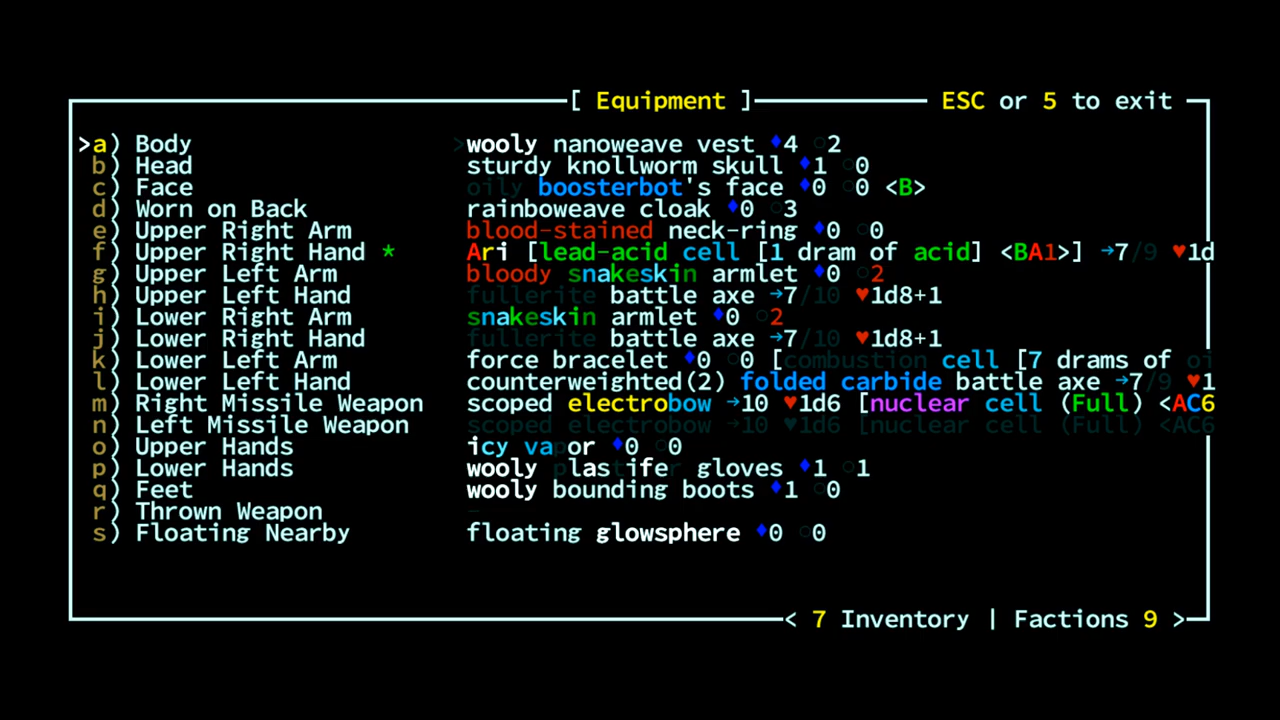 [ Equipment ] ESC or 5 to exit
>a) Body >wooly nanoweave vest ♦4 ○2
b) Head sturdy knollworm skull ♦1 ○0
c) Face oily boosterbot's face ♦0 ○0 <B>
d) Worn on Back rainboweave cloak ♦0 ○3
e) Upper Right Arm blood-stained neck-ring ♦0 ○0
f) Upper Right Hand * Ari [lead-acid cell [1 dram of acid] <BA1>] →7/9 ♥1d
g) Upper Left Arm bloody snakeskin armlet ♦0 ○2
h) Upper Left Hand fullerite battle axe →7/10 ♥1d8+1
i) Lower Right Arm snakeskin armlet ♦0 ○2
j) Lower Right Hand fullerite battle axe →7/10 ♥1d8+1
k) Lower Left Arm force bracelet ♦0 ○0 [combustion cell [7 drams of oi
l) Lower Left Hand counterweighted(2) folded carbide battle axe →7/9 ♥1
m) Right Missile Weapon scoped electrobow →10 ♥1d6 [nuclear cell (Full) <AC6
n) Left Missile Weapon scoped electrobow →10 ♥1d6 [nuclear cell (Full) <AC6
o) Upper Hands icy vapor ♦0 ○0
p) Lower Hands wooly plastifer gloves ♦1 ○1
q) Feet wooly bounding boots ♦1 ○0
r) Thrown Weapon -
s) Floating Nearby floating glowsphere ♦0 ○0
< 7 Inventory | Factions 9 >